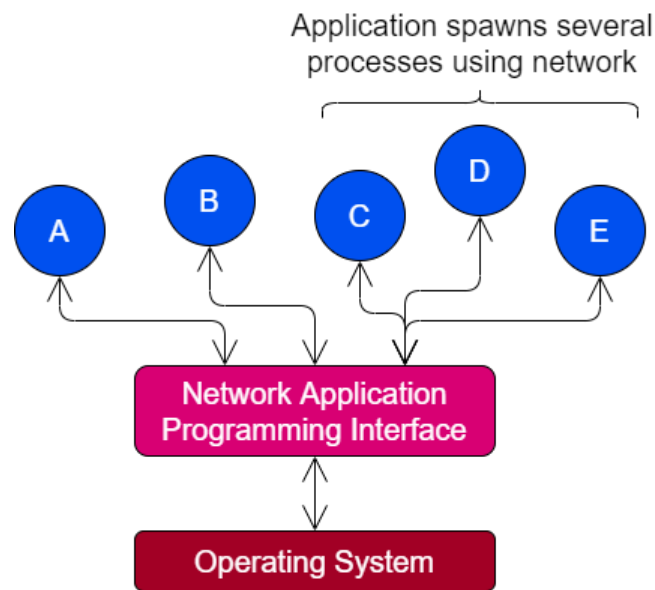 Application spawns several
processes using network
A
B
C
D
E
Network Application
Programming Interface
Operating System